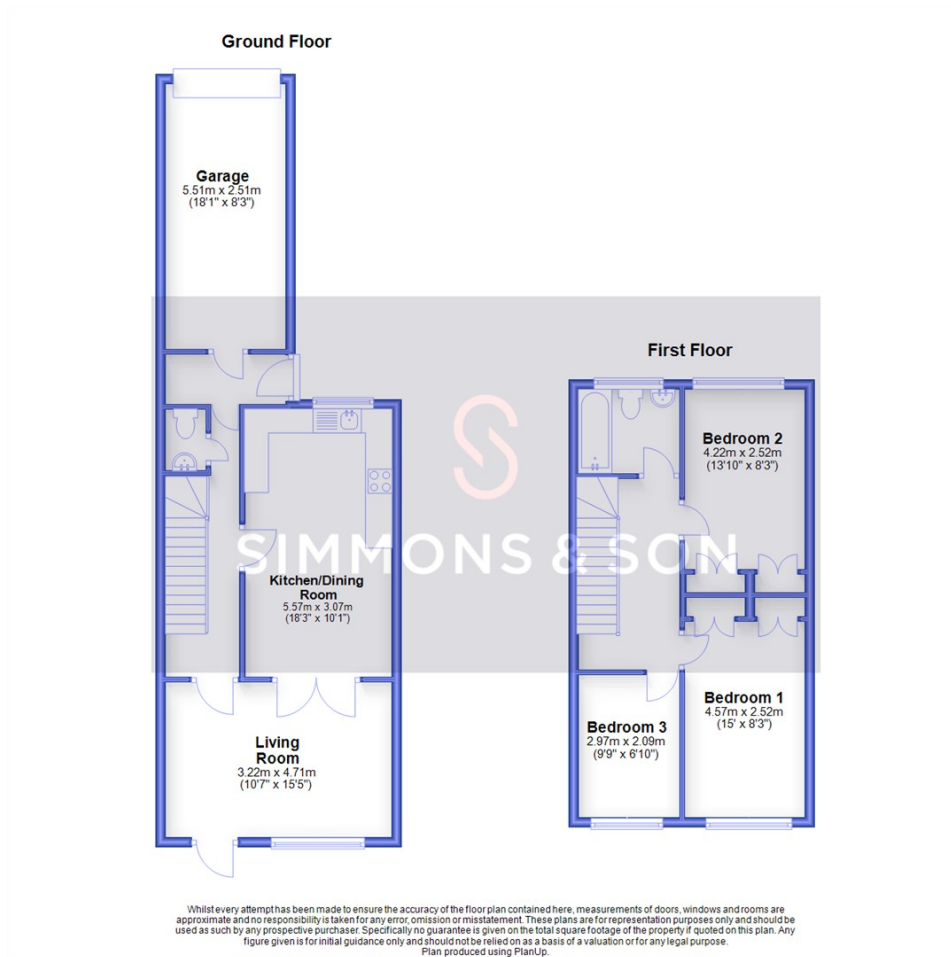 Ground Floor
Garage
5.51m x 2.51m
(18'1" x 8'3")
First Floor
Bedroom 2
4.22m x 2.52m
(13'10" x 8'3")
SIMMONS & SON
Kitchen/Dining
Room
5.57m x 3.07m
(18'3" x 10'1")
Bedroom 1
4.57m x 2.52m
(15' x 8'3")
Bedroom 3
2.97m x 2.09m
(9'9" x 6'10")
Living
Room
3.22m x 4.71m
(10'7" x 15'5")
Whilst every attempt has been made to ensure the accuracy of the floor plan contained here, measurements of doors, windows and rooms are
approximate and no responsibility is taken for any error, omission or misstatement. These plans are for representation purposes only and should be
used as such by any prospective purchaser. Specifically no guarantee is given on the total square footage of the property if quoted on this plan. Any
figure given is for initial guidance only and should not be relied on as a basis of a valuation or for any legal purpose.
Plan produced using PlanUp.